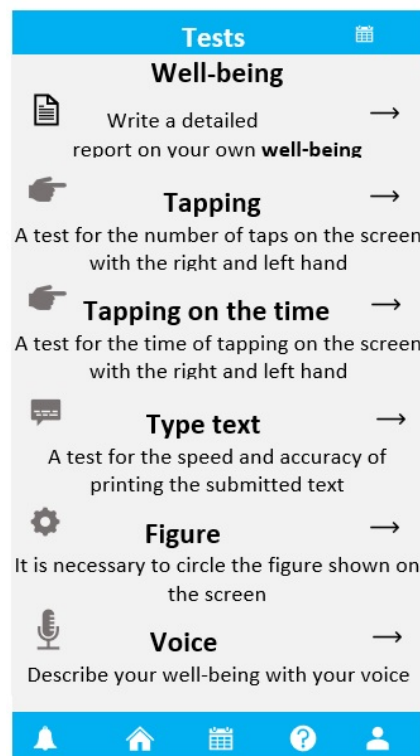 Tests
Well-being
Write a detailed
report on your own well-being
Tapping
A test for the number of taps on the screen
with the right and left hand
Tapping on the time
A test for the time of tapping on the screen
with the right and left hand
Type text
A test for the speed and accuracy of
printing the submitted text
Figure
It is necessary to circle the figure shown on
the screen
Voice
Describe your well-being with your voice